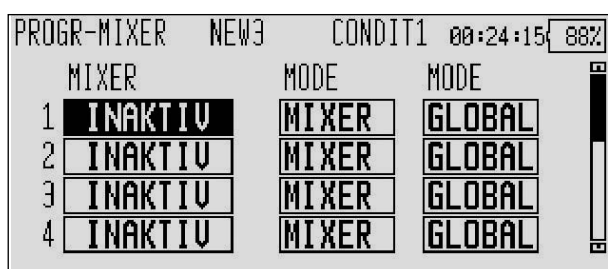 PROGR-MIXER NEW3 CONDIT1 00:24:15 88%
MIXER MODE MODE
1 INAKTIV MIXER GLOBAL
2 INAKTIV MIXER GLOBAL
3 INAKTIV MIXER GLOBAL
4 INAKTIV MIXER GLOBAL